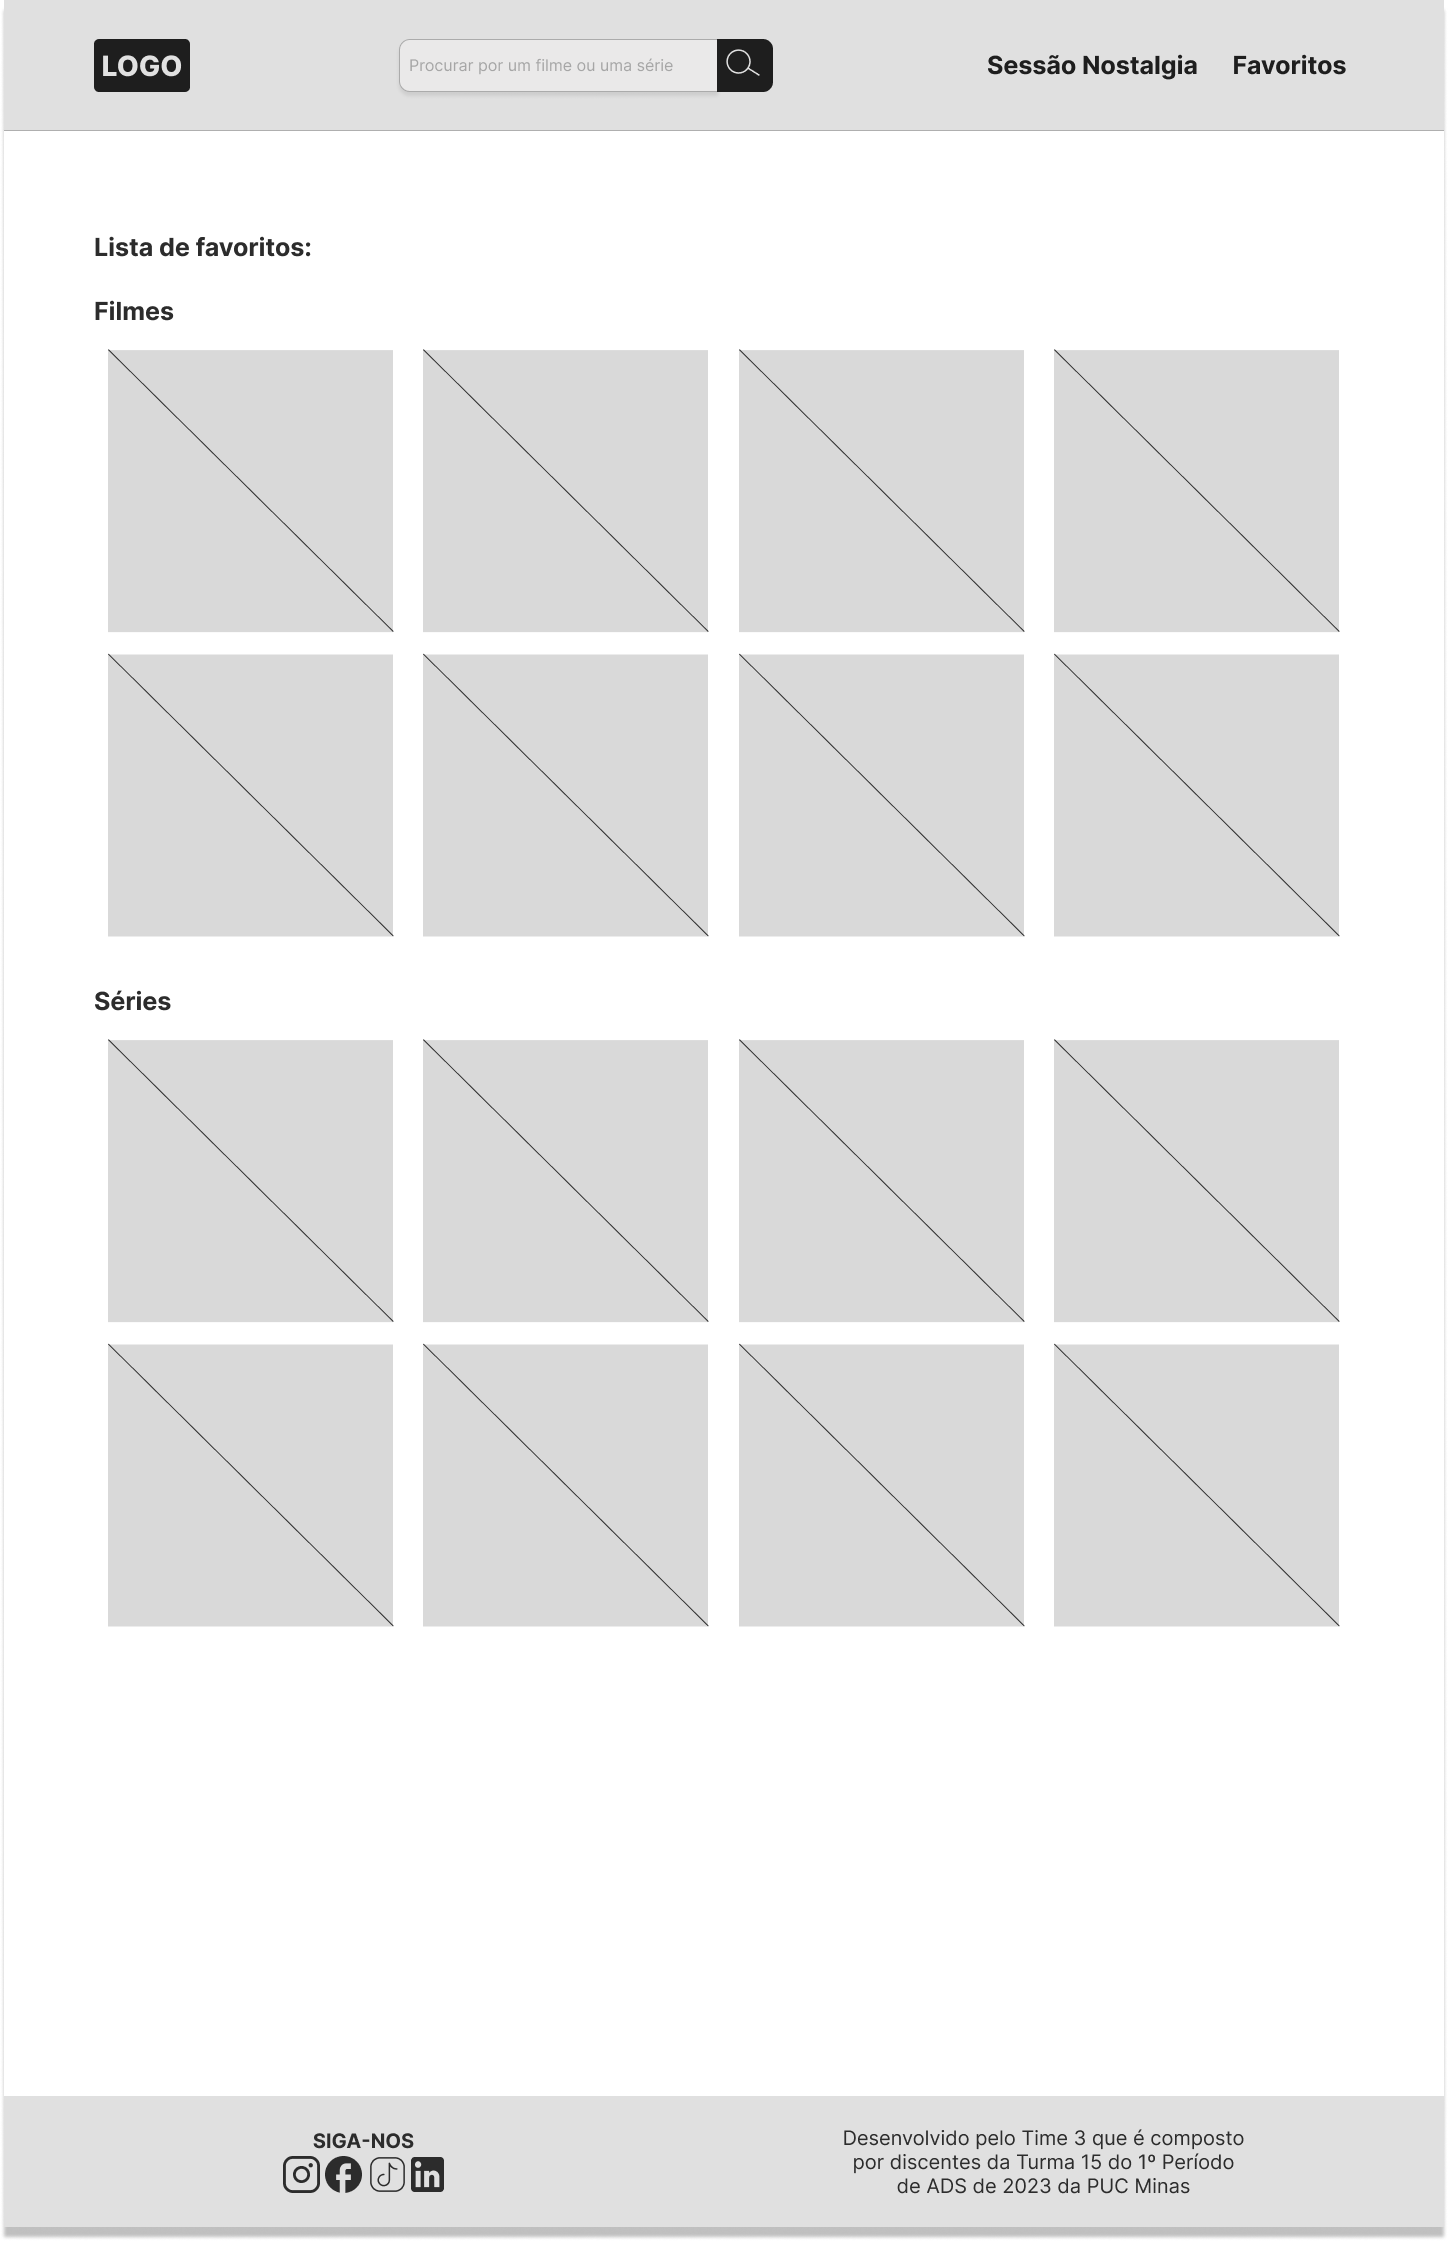 LOGO
Procurar por um filme ou uma série
Sessão Nostalgia
Favoritos
Lista de favoritos:
Filmes
Séries
SIGA-NOS
Desenvolvido pelo Time 3 que é composto
por discentes da Turma 15 do 1º Período
de ADS de 2023 da PUC Minas